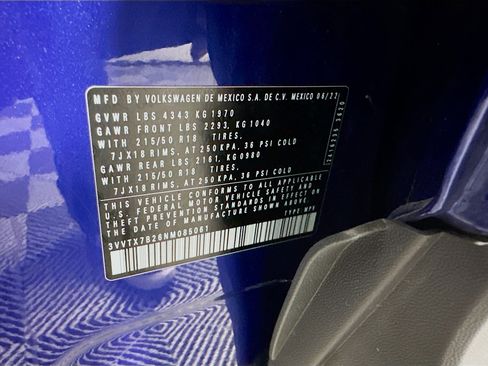 MFD BY VOLKSWAGEN DE MEXICO S.A. DE C.V. MEXICO 06/22
GVWR LBS 4343 KG 1970
GAWR FRONT LBS 2293, KG 1040
WITH 215/50 R18 TIRES,
7JX18 RIMS, AT 250 KPA, 36 PSI COLD
GAWR REAR LBS 2161, KG 0980
WITH 215/50 R18 TIRES,
7JX18 RIMS, AT 250 KPA, 36 PSI COLD
THIS VEHICLE CONFORMS TO ALL APPLICABLE
U.S. FEDERAL MOTOR VEHICLE SAFETY AND
THEFT PREVENTION STANDARDS IN EFFECT ON
THE DATE OF MANUFACTURE SHOWN ABOVE
3VVTX7B26NM085061 TYPE MPV
2416335 3620